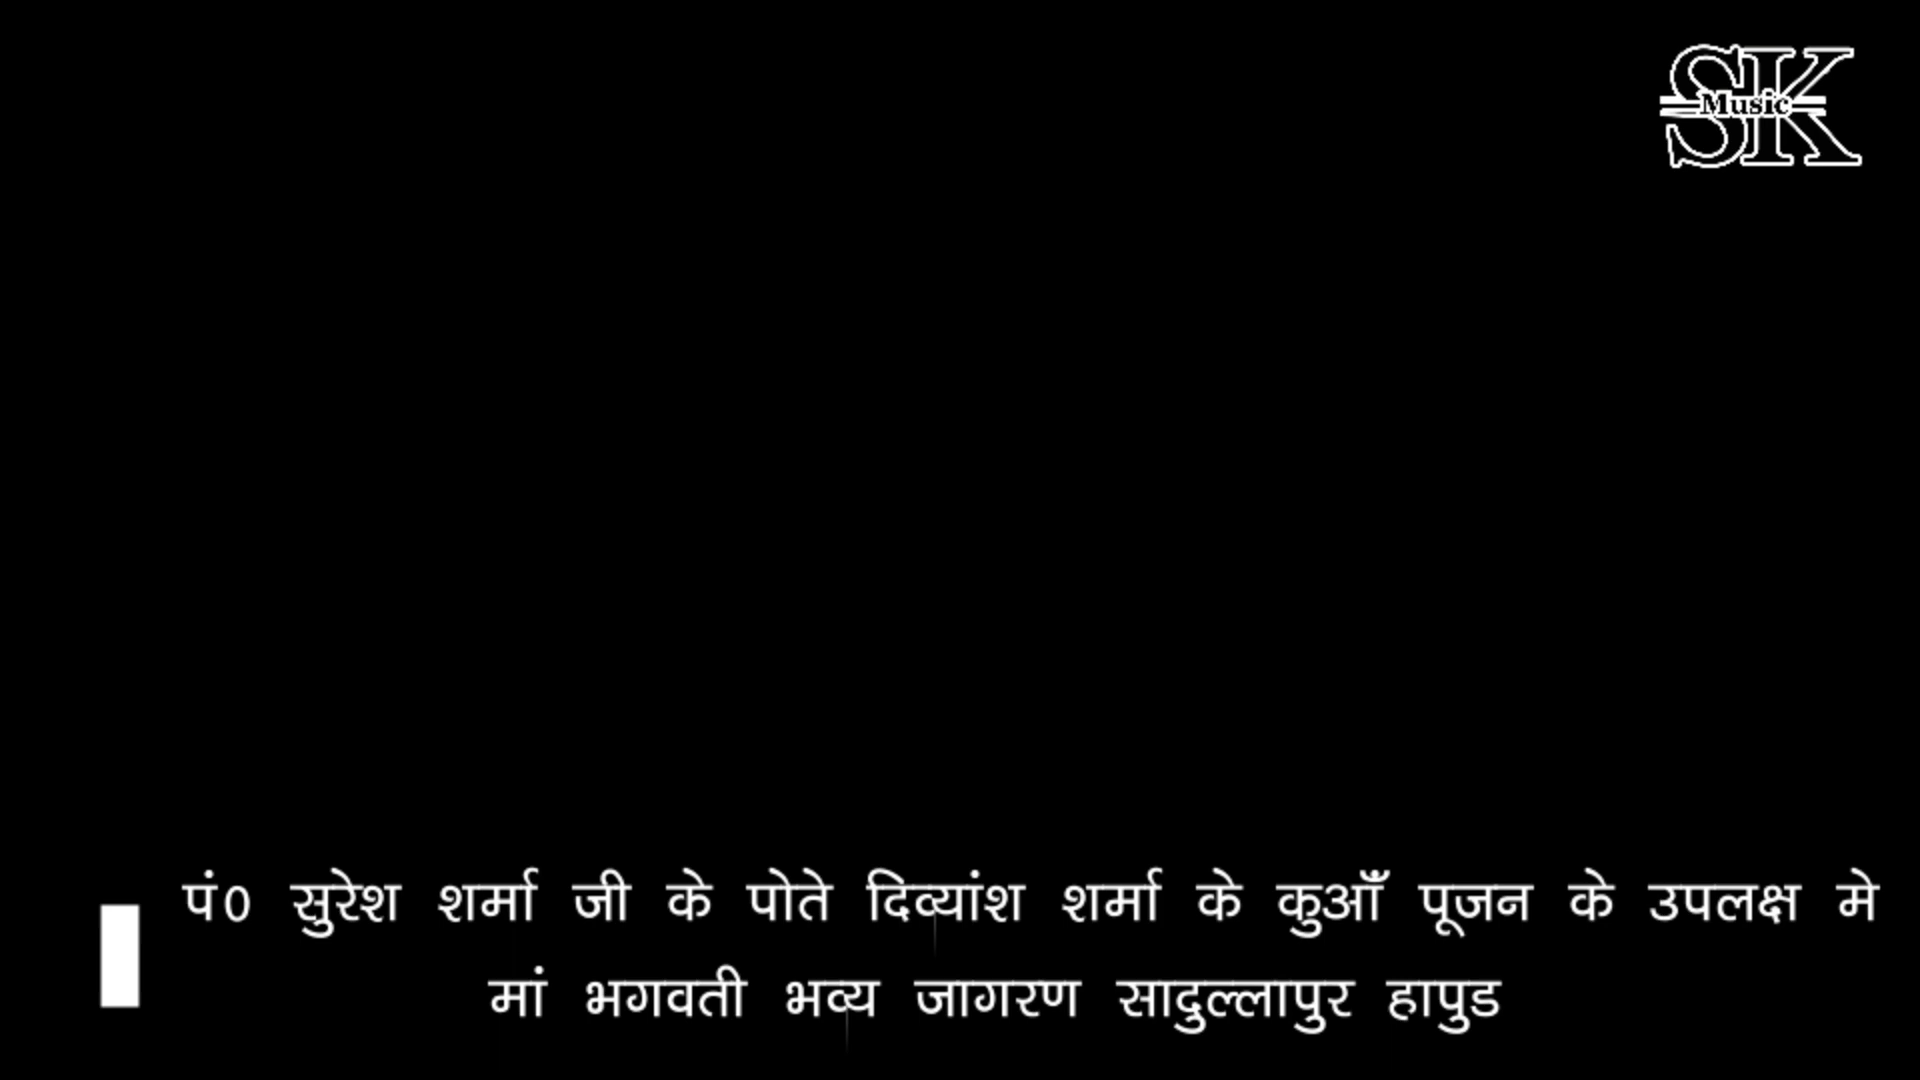 SK
Music
पं0 सुरेश शर्मा जी के पोते दिव्यांश शर्मा के कुआँ पूजन के उपलक्ष मे
मां भगवती भव्य जागरण सादुल्लापुर हापुड